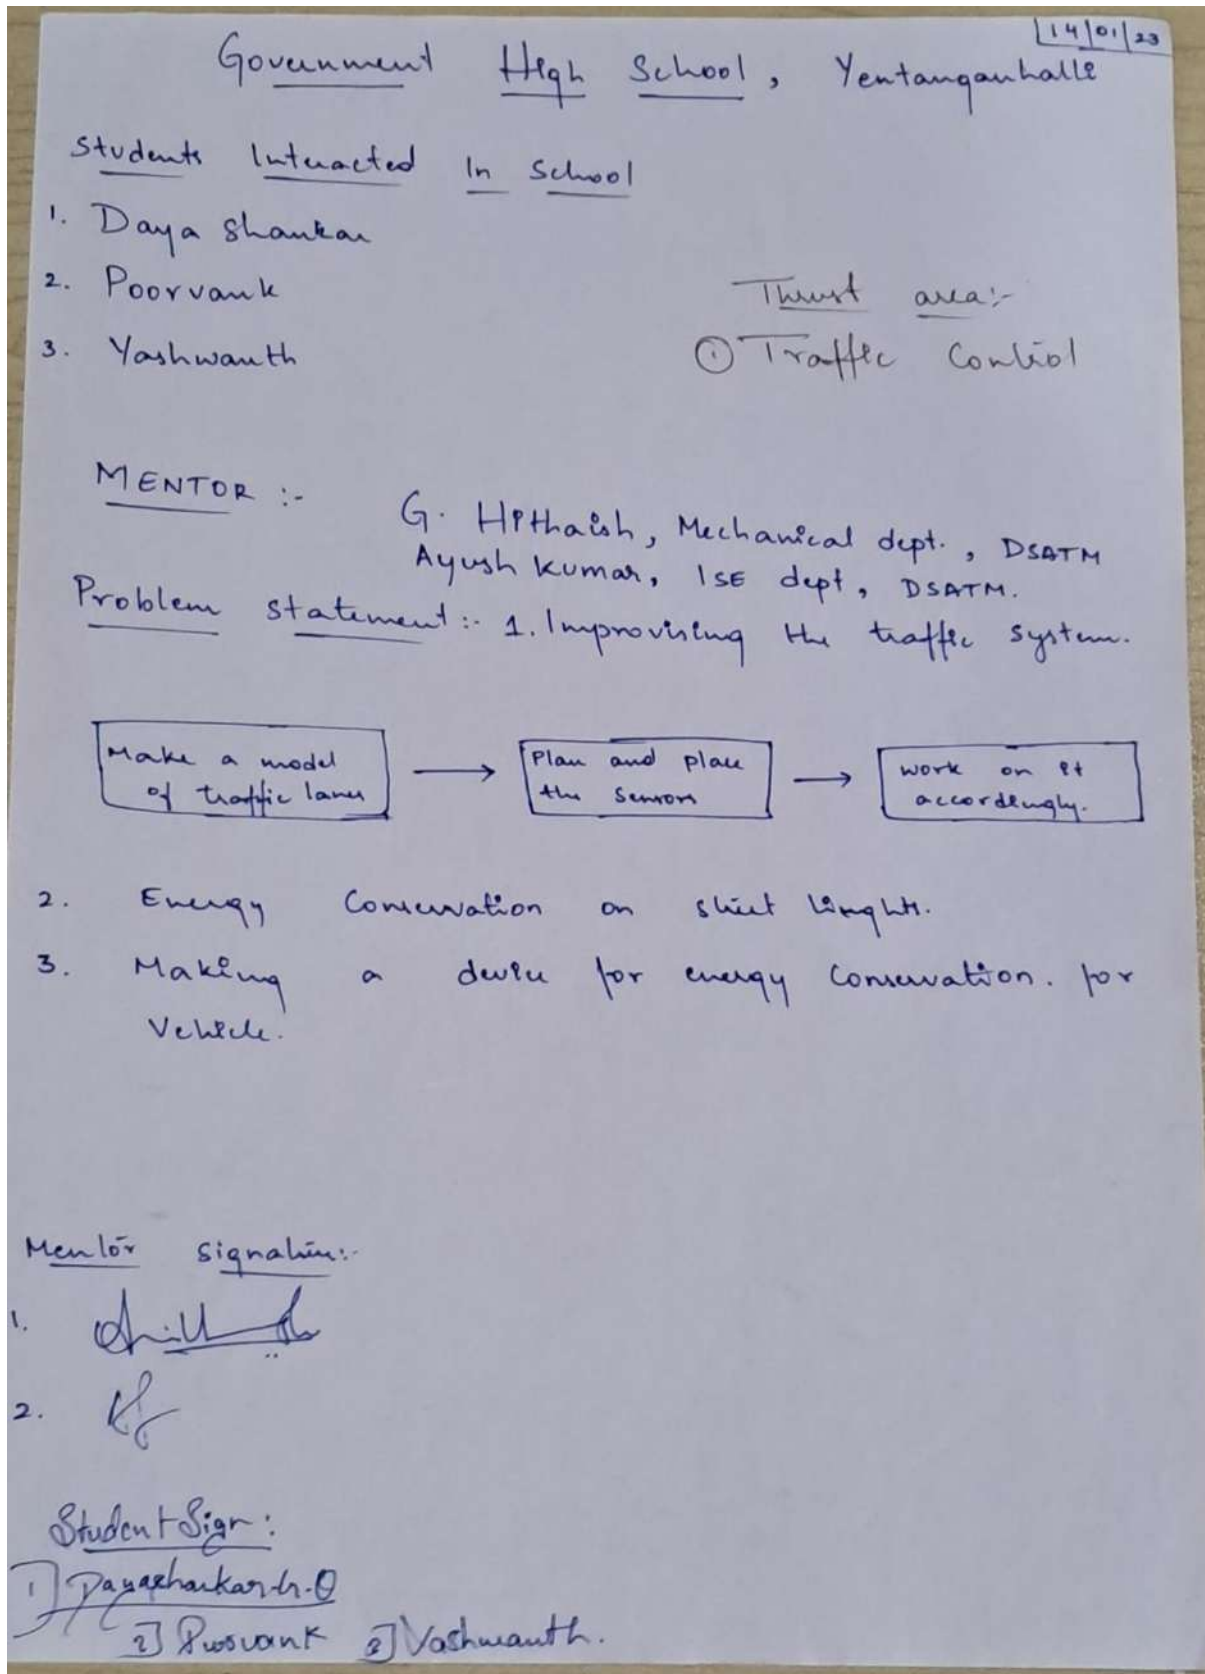 14/01/23
Government High School, Yentanganhalli
Students Interacted In School
1. Daya Shankar
2. Poorvank
3. Yashwanth
Thrust area:-
① Traffic Control
MENTOR :-
G. Hithaish, Mechanical dept., DSATM
Ayush Kumar, ISE dept, DSATM.
Problem statement:- 1. Improvising the traffic system.
Make a model
of traffic lanes
Plan and place
the sensors
work on it
accordingly.
2. Energy Conservation on street linghts.
3. Making a device for energy conservation. for
Vehicle.
Mentor signature:-
1.
2.
Student Sign:
1] Dayashankar
2] Purvank 3] Yashwanth.